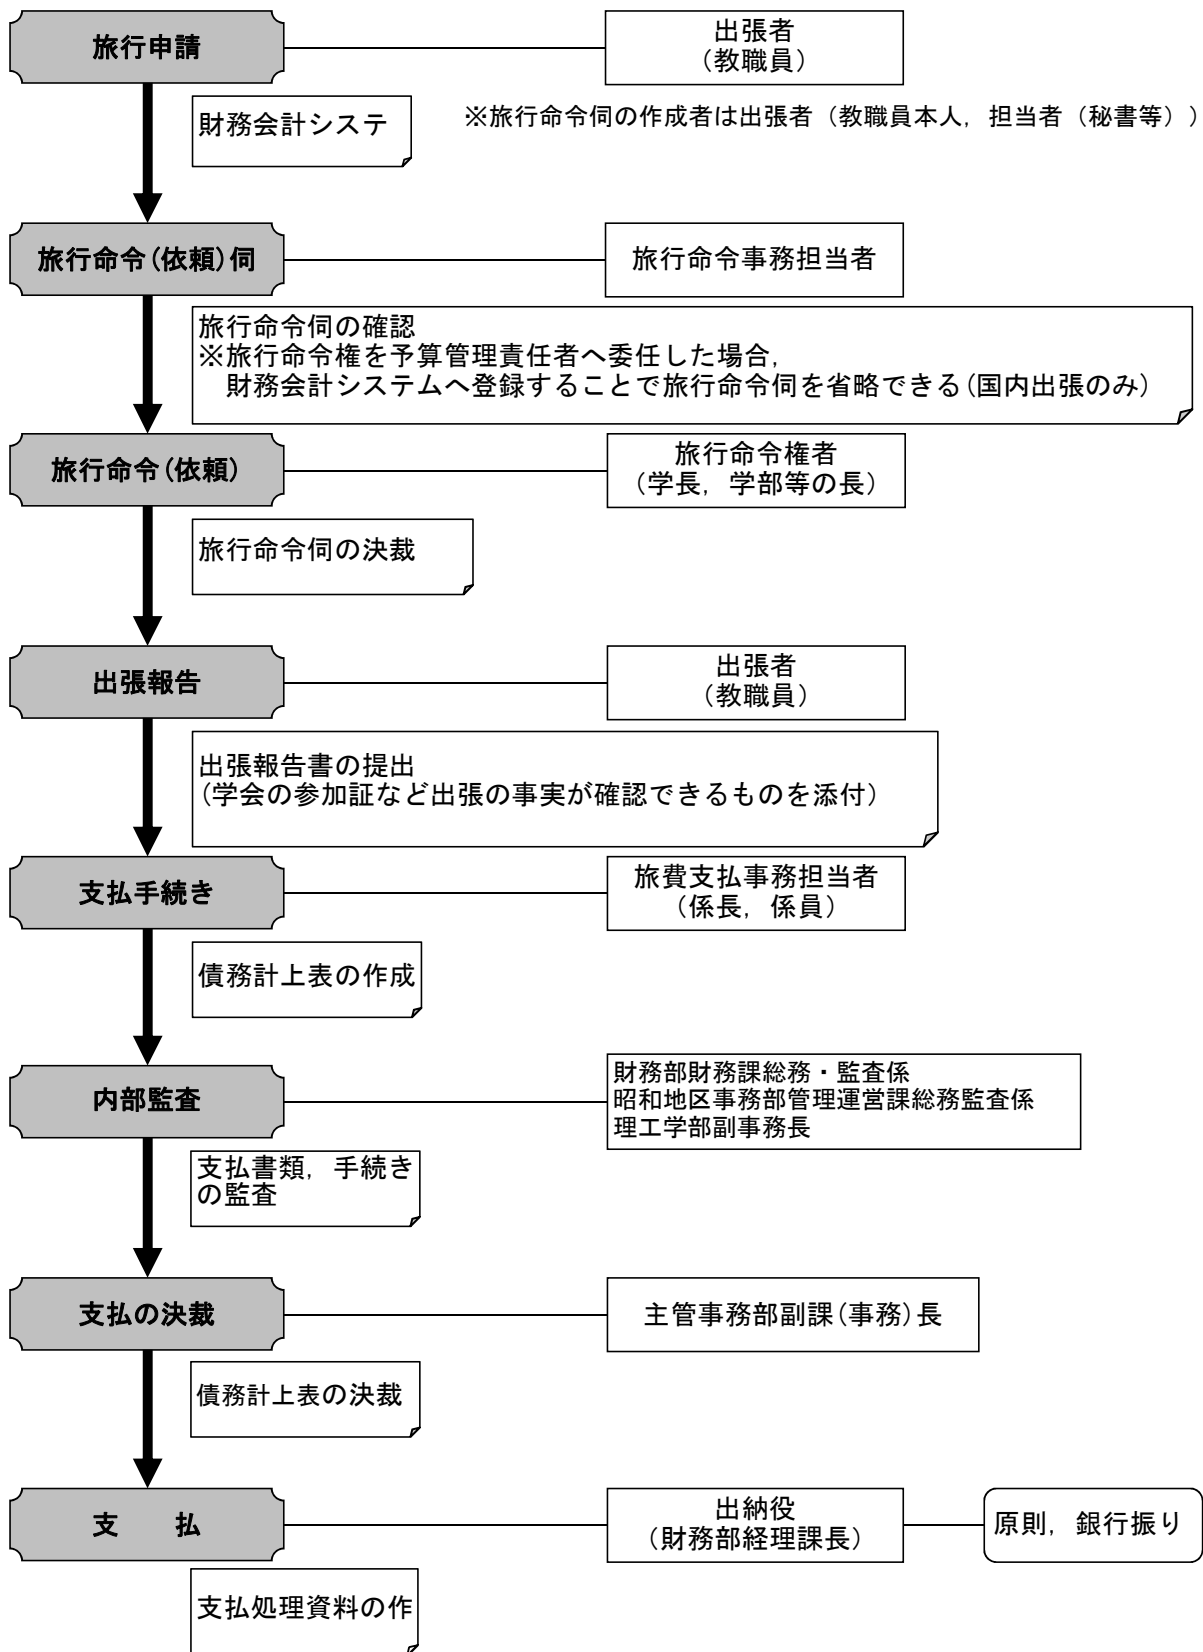 旅行申請
出張者
（教職員）
財務会計システ
※旅行命令伺の作成者は出張者（教職員本人，担当者（秘書等））
旅行命令(依頼)伺
旅行命令事務担当者
旅行命令伺の確認
※旅行命令権を予算管理責任者へ委任した場合，
財務会計システムへ登録することで旅行命令伺を省略できる(国内出張のみ）
旅行命令(依頼)
旅行命令権者
（学長，学部等の長）
旅行命令伺の決裁
出張報告
出張者
（教職員）
出張報告書の提出
(学会の参加証など出張の事実が確認できるものを添付）
支払手続き
旅費支払事務担当者
（係長，係員）
債務計上表の作成
内部監査
財務部財務課総務・監査係
昭和地区事務部管理運営課総務監査係
理工学部副事務長
支払書類，手続き
の監査
支払の決裁
主管事務部副課(事務)長
債務計上表の決裁
支　　払
出納役
（財務部経理課長）
原則，銀行振り
支払処理資料の作